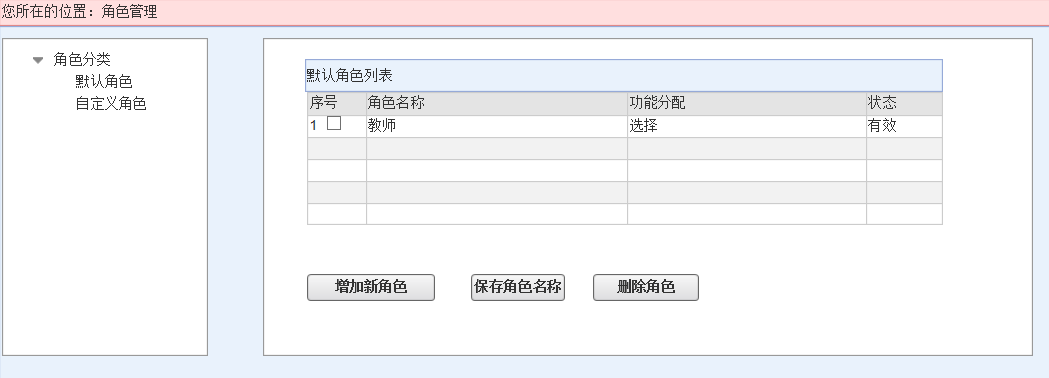 您所在的位置：角色管理
角色分类
默认角色
自定义角色
默认角色列表
序号 角色名称 功能分配 状态
1 教师 选择 有效
增加新角色 保存角色名称 删除角色